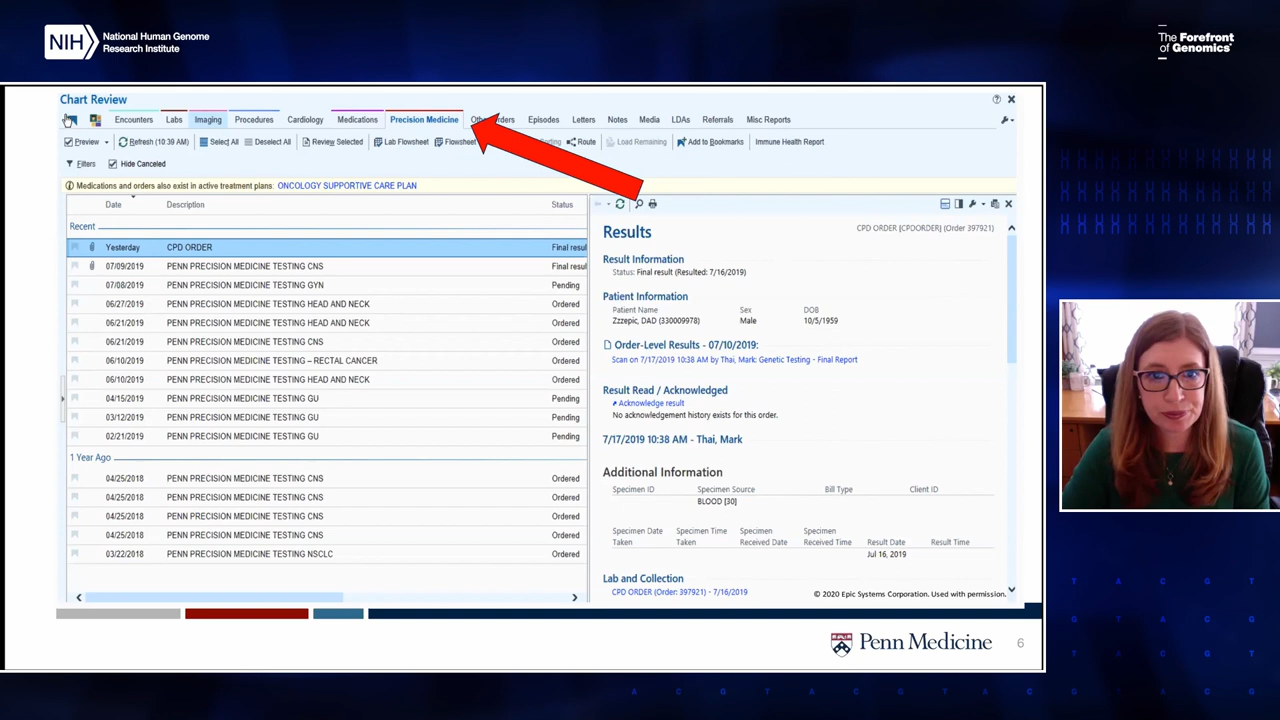 NIH National Human Genome
Research Institute
The Forefront
of Genomics®
Chart Review
Encounters Labs Imaging Procedures Cardiology Medications Precision Medicine Orders Episodes Letters Notes Media LDAs Referrals Misc Reports
Preview Refresh (10:39 AM) Select All Deselect All Review Selected Lab Flowsheet Route Load Remaining Add to Bookmarks Immune Health Report
Filters Hide Canceled
Medications and orders also exist in active treatment plans: ONCOLOGY SUPPORTIVE CARE PLAN
Date Description Status
Recent
Yesterday CPD ORDER Final resul
07/09/2019 PENN PRECISION MEDICINE TESTING CNS Final resul
07/08/2019 PENN PRECISION MEDICINE TESTING GYN Pending
06/27/2019 PENN PRECISION MEDICINE TESTING HEAD AND NECK Ordered
06/21/2019 PENN PRECISION MEDICINE TESTING HEAD AND NECK Ordered
06/21/2019 PENN PRECISION MEDICINE TESTING CNS Ordered
06/10/2019 PENN PRECISION MEDICINE TESTING – RECTAL CANCER Ordered
06/10/2019 PENN PRECISION MEDICINE TESTING HEAD AND NECK Ordered
04/15/2019 PENN PRECISION MEDICINE TESTING GU Pending
03/12/2019 PENN PRECISION MEDICINE TESTING GU Pending
02/21/2019 PENN PRECISION MEDICINE TESTING GU Pending
1 Year Ago
04/25/2018 PENN PRECISION MEDICINE TESTING CNS Ordered
04/25/2018 PENN PRECISION MEDICINE TESTING CNS Ordered
04/25/2018 PENN PRECISION MEDICINE TESTING CNS Ordered
04/25/2018 PENN PRECISION MEDICINE TESTING CNS Ordered
03/22/2018 PENN PRECISION MEDICINE TESTING NSCLC Ordered
Results CPD ORDER [CPDORDER] (Order 397921)
Result Information
Status: Final result (Resulted: 7/16/2019)
Patient Information
Patient Name Sex DOB
Zzzepic, DAD (330009978) Male 10/5/1959
Order-Level Results - 07/10/2019:
Scan on 7/17/2019 10:38 AM by Thai, Mark: Genetic Testing - Final Report
Result Read / Acknowledged
Acknowledge result
No acknowledgement history exists for this order.
7/17/2019 10:38 AM - Thai, Mark
Additional Information
Specimen ID Specimen Source Bill Type Client ID
BLOOD [30]
Specimen Date Specimen Time Specimen Specimen
Taken Taken Received Date Received Time Result Date Result Time
Jul 16, 2019
Lab and Collection
CPD ORDER (Order: 397921) - 7/16/2019
© 2020 Epic Systems Corporation. Used with permission.
Penn Medicine 6
T A C G T
A T G C G
T A C G T
A T G C G
A C G T A C G T A C G T A C G T